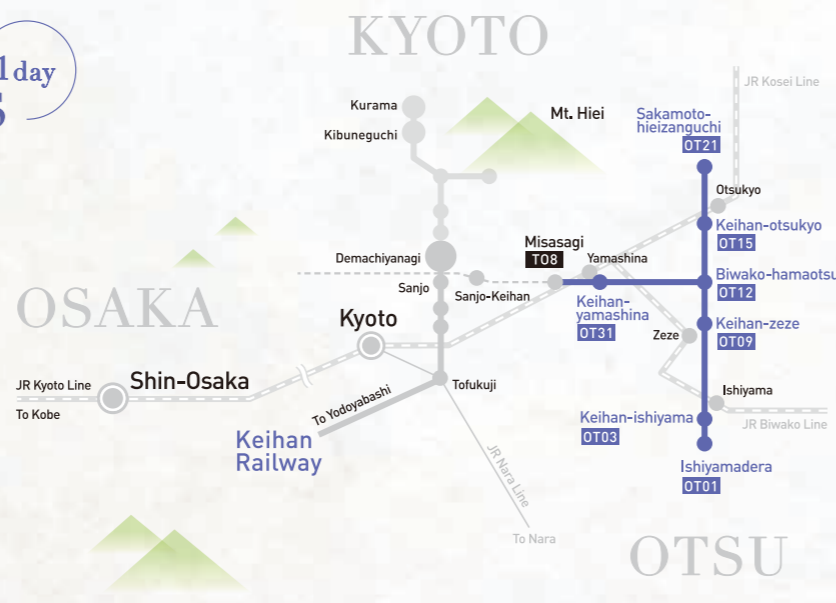 1 day
KYOTO
JR Kosei Line
Kurama
Kibuneguchi
Mt. Hiei
Sakamoto-
hieizanguchi
OT21
Otsukyo
Keihan-otsukyo
OT15
Demachiyanagi
Misasagi
T08
Yamashina
Biwako-hamaotsu
OT12
Sanjo
Sanjo-Keihan
Keihan-
yamashina
OT31
OSAKA
Kyoto
Keihan-zeze
OT09
Zeze
JR Kyoto Line
To Kobe
Shin-Osaka
Tofukuji
To Yodoyabashi
Ishiyama
Keihan-ishiyama
OT03
JR Biwako Line
Keihan
Railway
JR Nara Line
Ishiyamadera
OT01
To Nara
OTSU